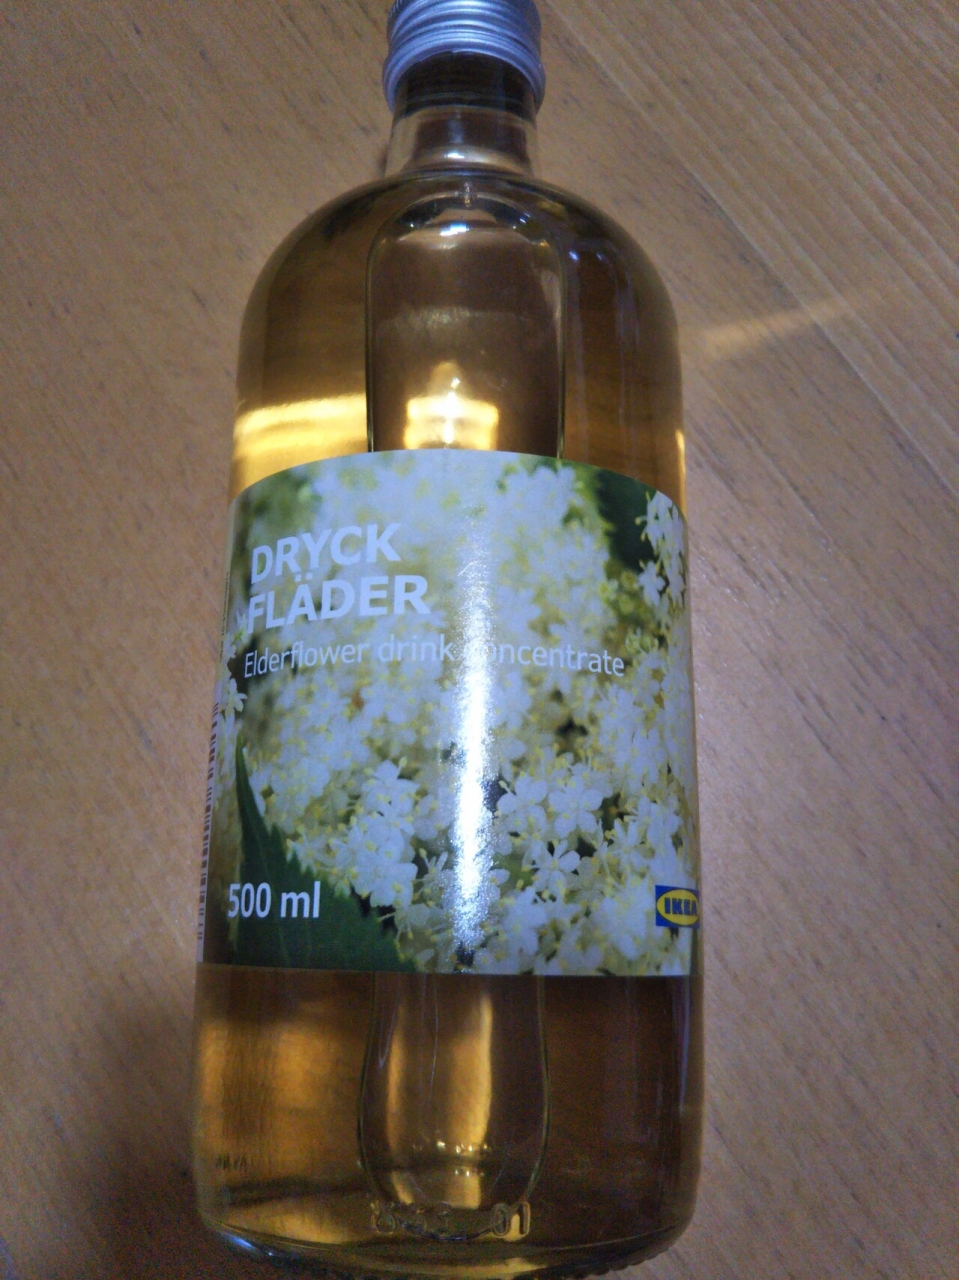 DRYCK
FLÄDER
Elderflower drink concentrate
500 ml
IKEA